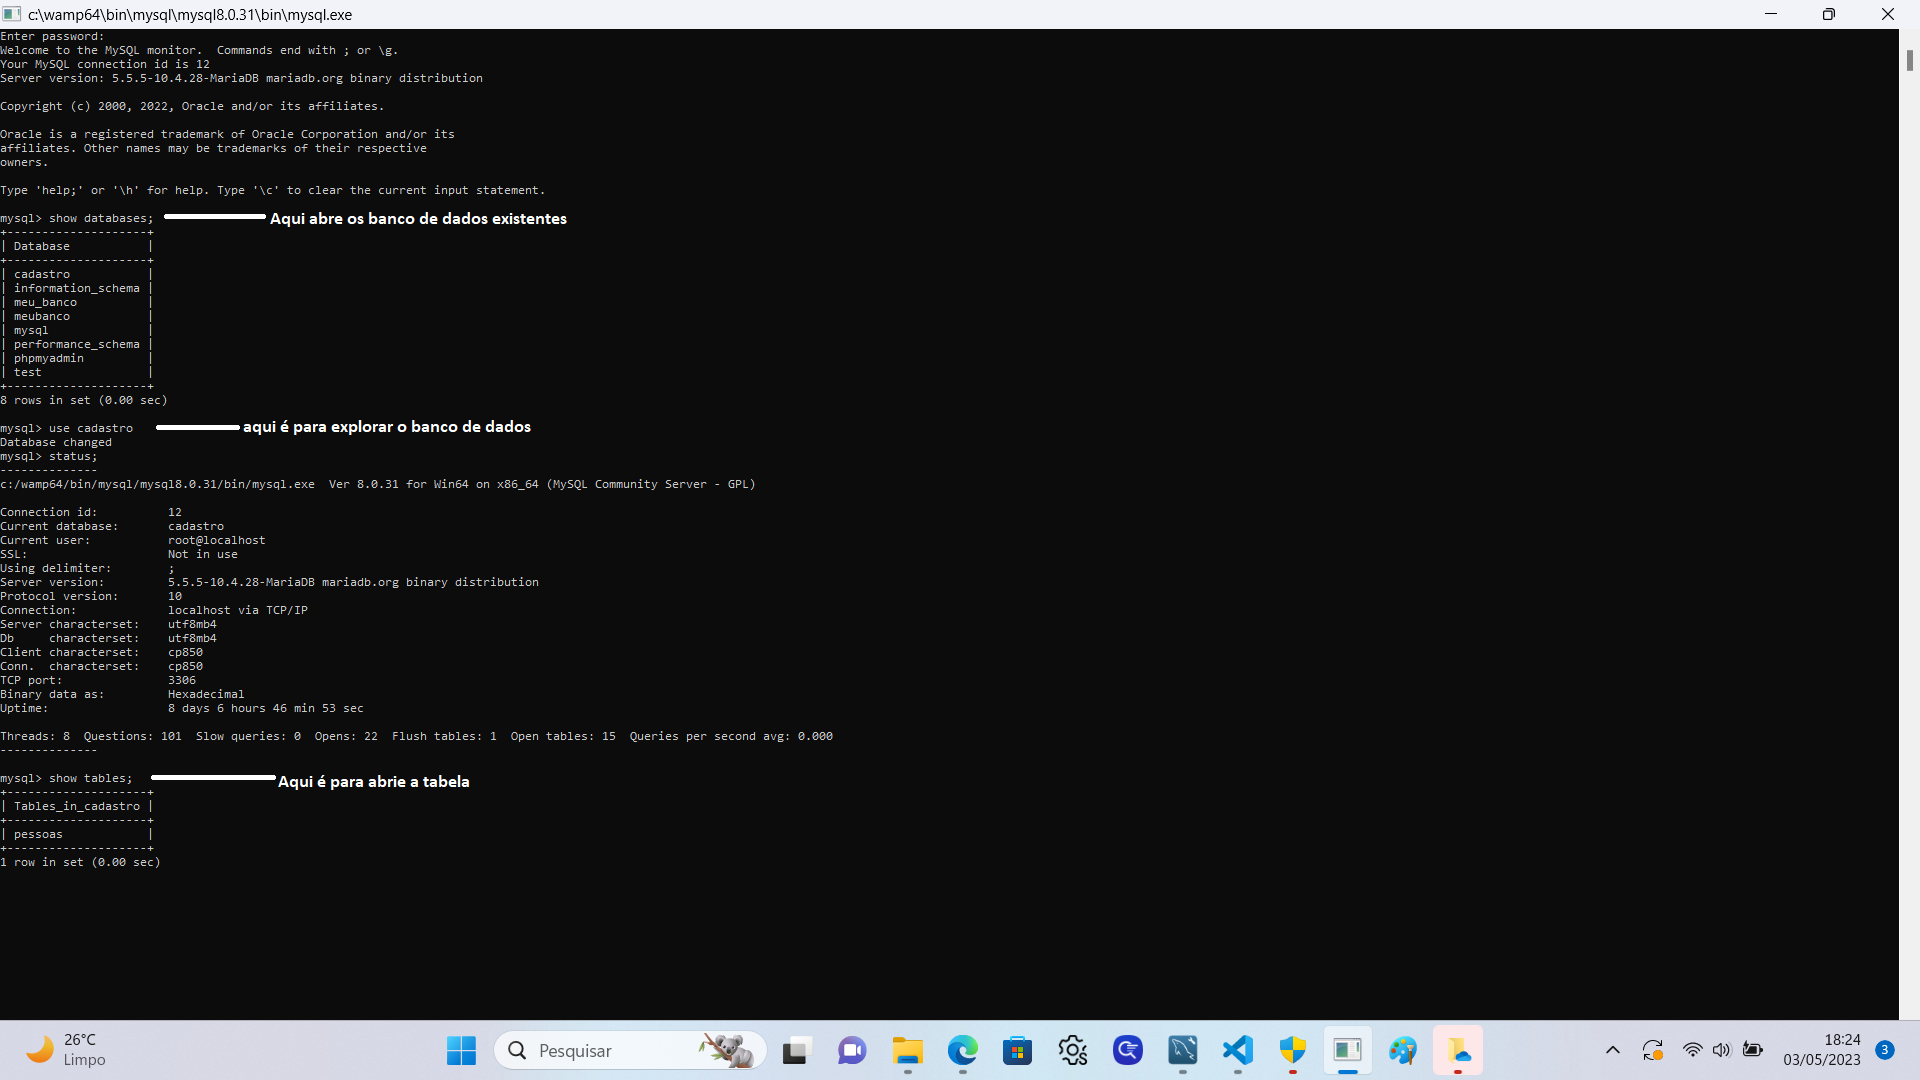 c:\wamp64\bin\mysql\mysql8.0.31\bin\mysql.exe
Enter password:
Welcome to the MySQL monitor.  Commands end with ; or \g.
Your MySQL connection id is 12
Server version: 5.5.5-10.4.28-MariaDB mariadb.org binary distribution
Copyright (c) 2000, 2022, Oracle and/or its affiliates.
Oracle is a registered trademark of Oracle Corporation and/or its
affiliates. Other names may be trademarks of their respective
owners.
Type 'help;' or '\h' for help. Type '\c' to clear the current input statement.
mysql> show databases; Aqui abre os banco de dados existentes
+--------------------+
| Database           |
+--------------------+
| cadastro           |
| information_schema |
| meu_banco          |
| meubanco           |
| mysql              |
| performance_schema |
| phpmyadmin         |
| test               |
+--------------------+
8 rows in set (0.00 sec)
mysql> use cadastro aqui é para explorar o banco de dados
Database changed
mysql> status;
--------------
c:/wamp64/bin/mysql/mysql8.0.31/bin/mysql.exe  Ver 8.0.31 for Win64 on x86_64 (MySQL Community Server - GPL)
Connection id:          12
Current database:       cadastro
Current user:           root@localhost
SSL:                    Not in use
Using delimiter:        ;
Server version:         5.5.5-10.4.28-MariaDB mariadb.org binary distribution
Protocol version:       10
Connection:             localhost via TCP/IP
Server characterset:    utf8mb4
Db     characterset:    utf8mb4
Client characterset:    cp850
Conn.  characterset:    cp850
TCP port:               3306
Binary data as:         Hexadecimal
Uptime:                 8 days 6 hours 46 min 53 sec
Threads: 8  Questions: 101  Slow queries: 0  Opens: 22  Flush tables: 1  Open tables: 15  Queries per second avg: 0.000
--------------
mysql> show tables; Aqui é para abrie a tabela
+--------------------+
| Tables_in_cadastro |
+--------------------+
| pessoas            |
+--------------------+
1 row in set (0.00 sec)
26°C
Limpo
Pesquisar
18:24
03/05/2023
3